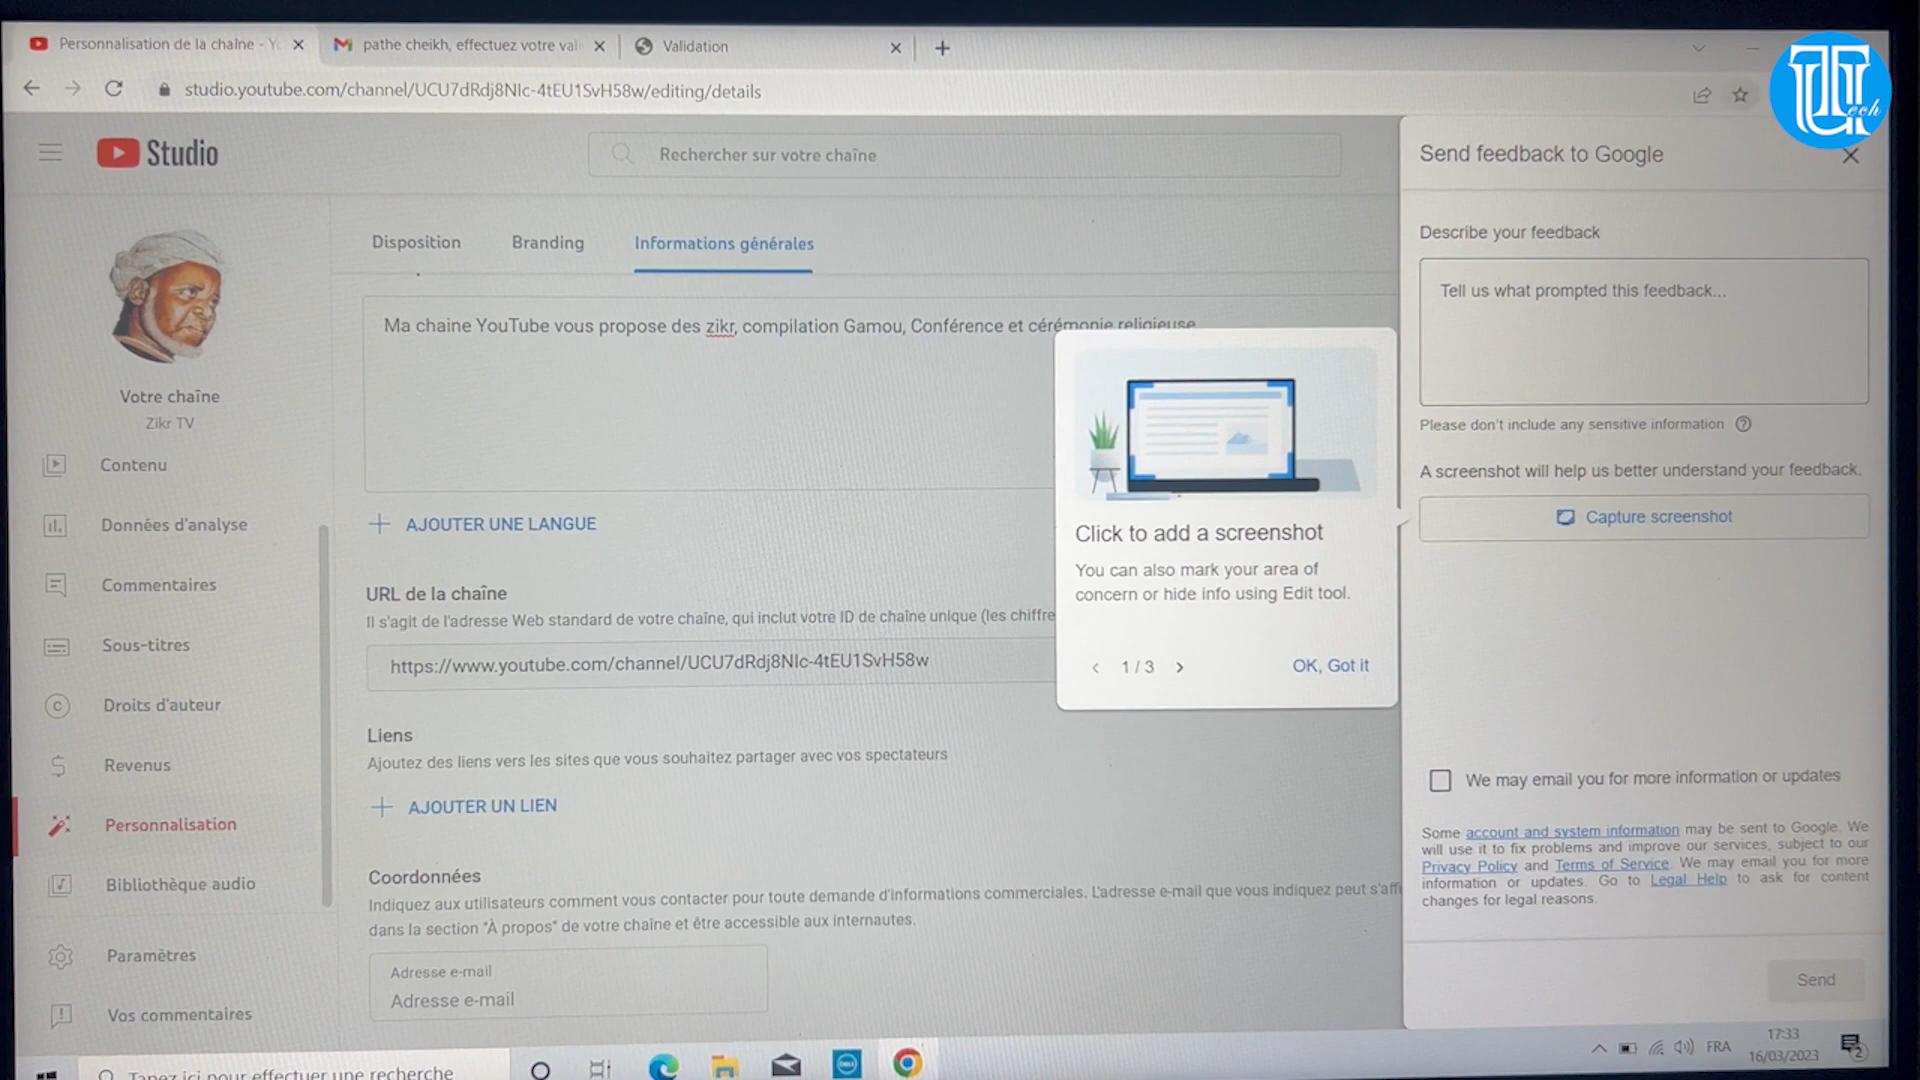 Personnalisation de la chaîne - Yo
pathe cheikh, effectuez votre vali
Validation
studio.youtube.com/channel/UCU7dRdj8NIc-4tEU1SvH58w/editing/details
UTech
Studio
Rechercher sur votre chaîne
Send feedback to Google
Disposition
Branding
Informations générales
Describe your feedback
Tell us what prompted this feedback...
Ma chaine YouTube vous propose des zikr, compilation Gamou, Conférence et cérémonie religieuse
Votre chaîne
Zikr TV
Please don't include any sensitive information
A screenshot will help us better understand your feedback.
Capture screenshot
Contenu
Données d'analyse
Commentaires
Sous-titres
Droits d'auteur
Revenus
Personnalisation
Bibliothèque audio
Paramètres
Vos commentaires
AJOUTER UNE LANGUE
Click to add a screenshot
You can also mark your area of
concern or hide info using Edit tool.
1 / 3
OK, Got it
URL de la chaîne
Il s'agit de l'adresse Web standard de votre chaîne, qui inclut votre ID de chaîne unique (les chiffre
https://www.youtube.com/channel/UCU7dRdj8NIc-4tEU1SvH58w
Liens
Ajoutez des liens vers les sites que vous souhaitez partager avec vos spectateurs
AJOUTER UN LIEN
We may email you for more information or updates
Some account and system information may be sent to Google. We
will use it to fix problems and improve our services, subject to our
Privacy Policy and Terms of Service. We may email you for more
information or updates. Go to Legal Help to ask for content
changes for legal reasons.
Coordonnées
Indiquez aux utilisateurs comment vous contacter pour toute demande d'informations commerciales. L'adresse e-mail que vous indiquez peut s'affi
dans la section "À propos" de votre chaîne et être accessible aux internautes.
Adresse e-mail
Adresse e-mail
Send
Tapez ici pour effectuer une recherche
DELL
FRA
17:33
16/03/2023
2